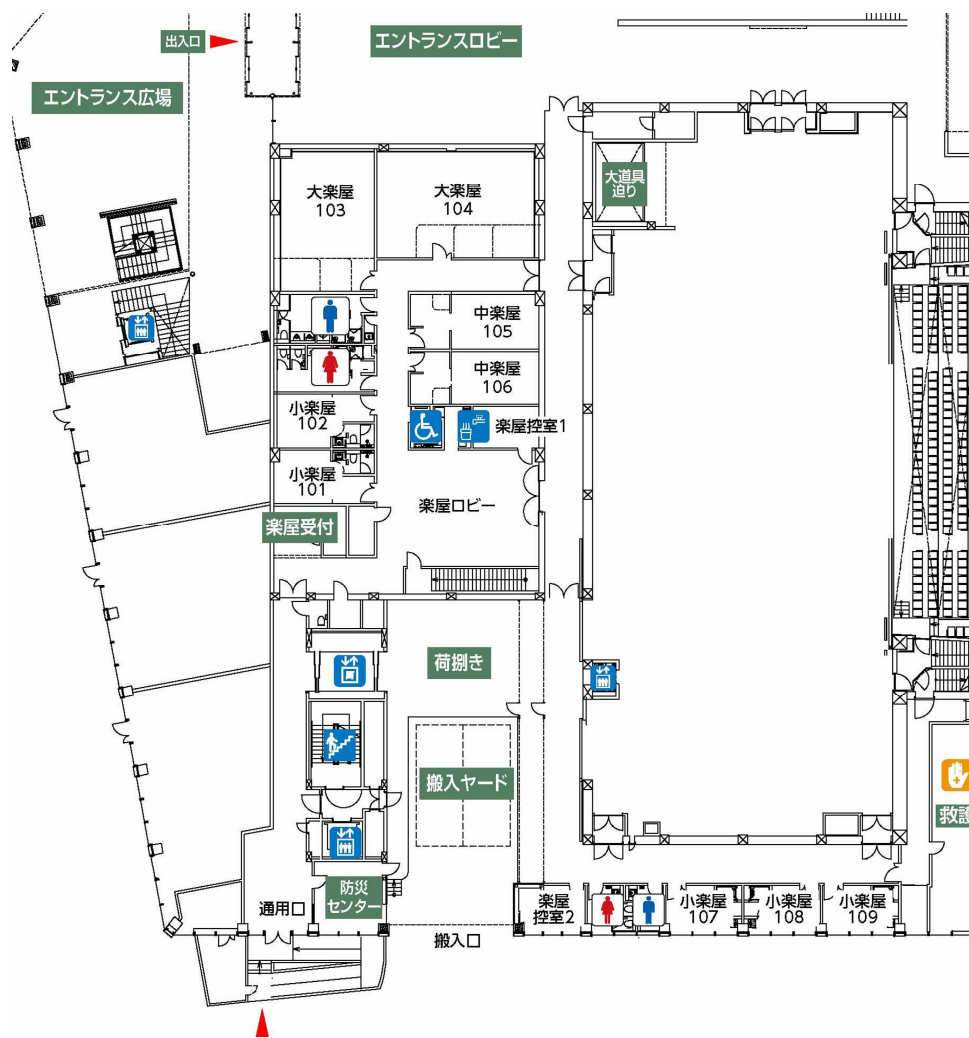 出入口
エントランスロビー
エントランス広場
大楽屋
103
大楽屋
104
大道具
迫り
中楽屋
105
中楽屋
106
小楽屋
102
楽屋控室1
小楽屋
101
楽屋ロビー
楽屋受付
荷捌き
搬入ヤード
救護
防災
センター
通用口
搬入口
楽屋
控室2
小楽屋
107
小楽屋
108
小楽屋
109